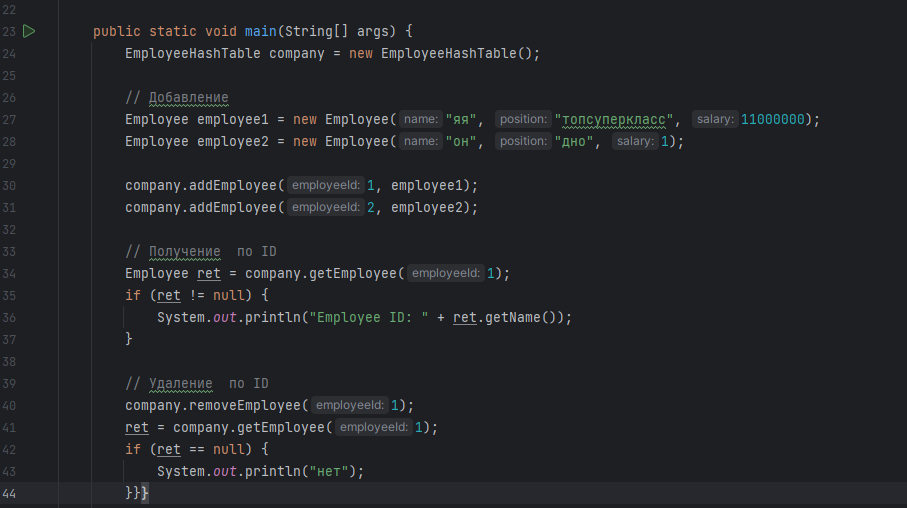 22
23 public static void main(String[] args) {
24 EmployeeHashTable company = new EmployeeHashTable();
25
26 // Добавление
27 Employee employee1 = new Employee( name: "яя", position: "топсуперкласс", salary: 11000000);
28 Employee employee2 = new Employee( name: "он", position: "дно", salary: 1);
29
30 company.addEmployee( employeeId: 1, employee1);
31 company.addEmployee( employeeId: 2, employee2);
32
33 // Получение  по ID
34 Employee ret = company.getEmployee( employeeId: 1);
35 if (ret != null) {
36 System.out.println("Employee ID: " + ret.getName());
37 }
38
39 // Удаление  по ID
40 company.removeEmployee( employeeId: 1);
41 ret = company.getEmployee( employeeId: 1);
42 if (ret == null) {
43 System.out.println("нет");
44 }}}